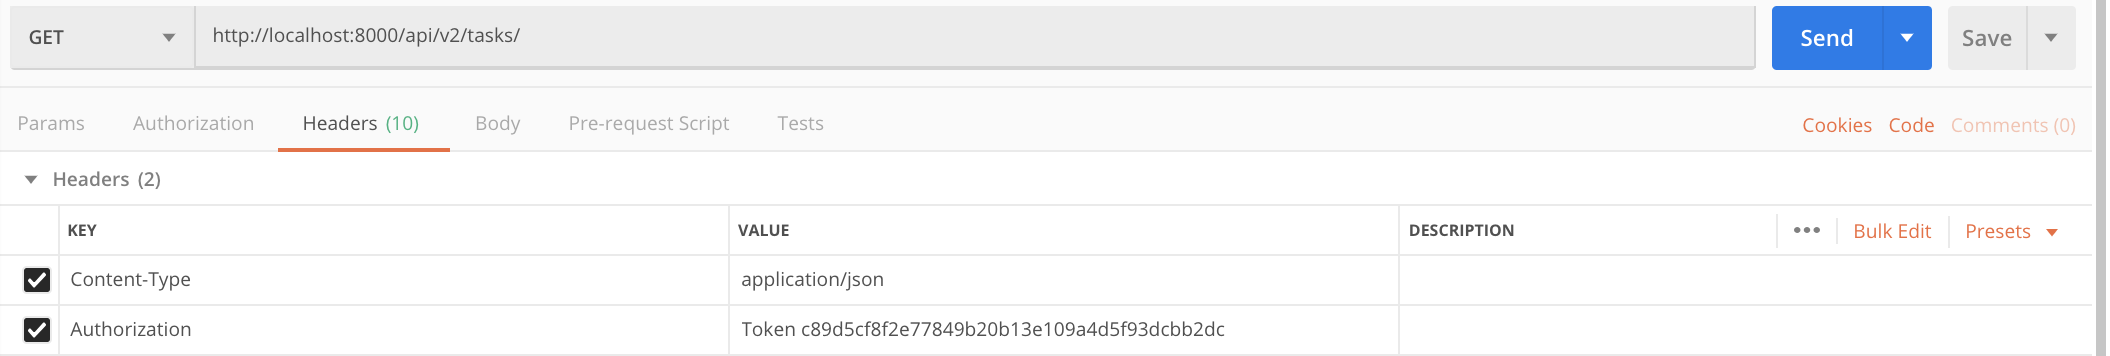 GET http://localhost:8000/api/v2/tasks/ Send Save
Params Authorization Headers (10) Body Pre-request Script Tests Cookies Code Comments (0)
Headers (2)
KEY VALUE DESCRIPTION ••• Bulk Edit Presets
Content-Type application/json
Authorization Token c89d5cf8f2e77849b20b13e109a4d5f93dcbb2dc